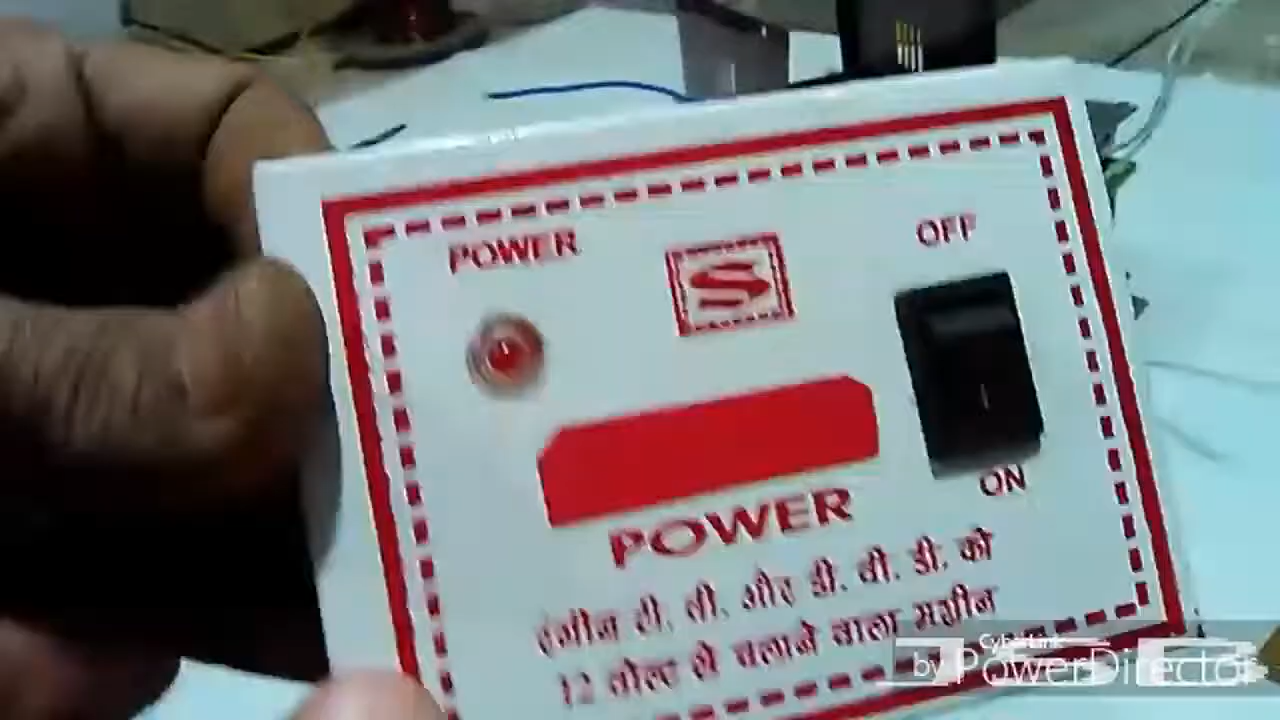 POWER
S
OFF
ON
POWER
रंगीन टी. वी. और डी. वी. डी. को
12 वोल्ट से चलाने वाला मशीन
CyberLink
by PowerDirector